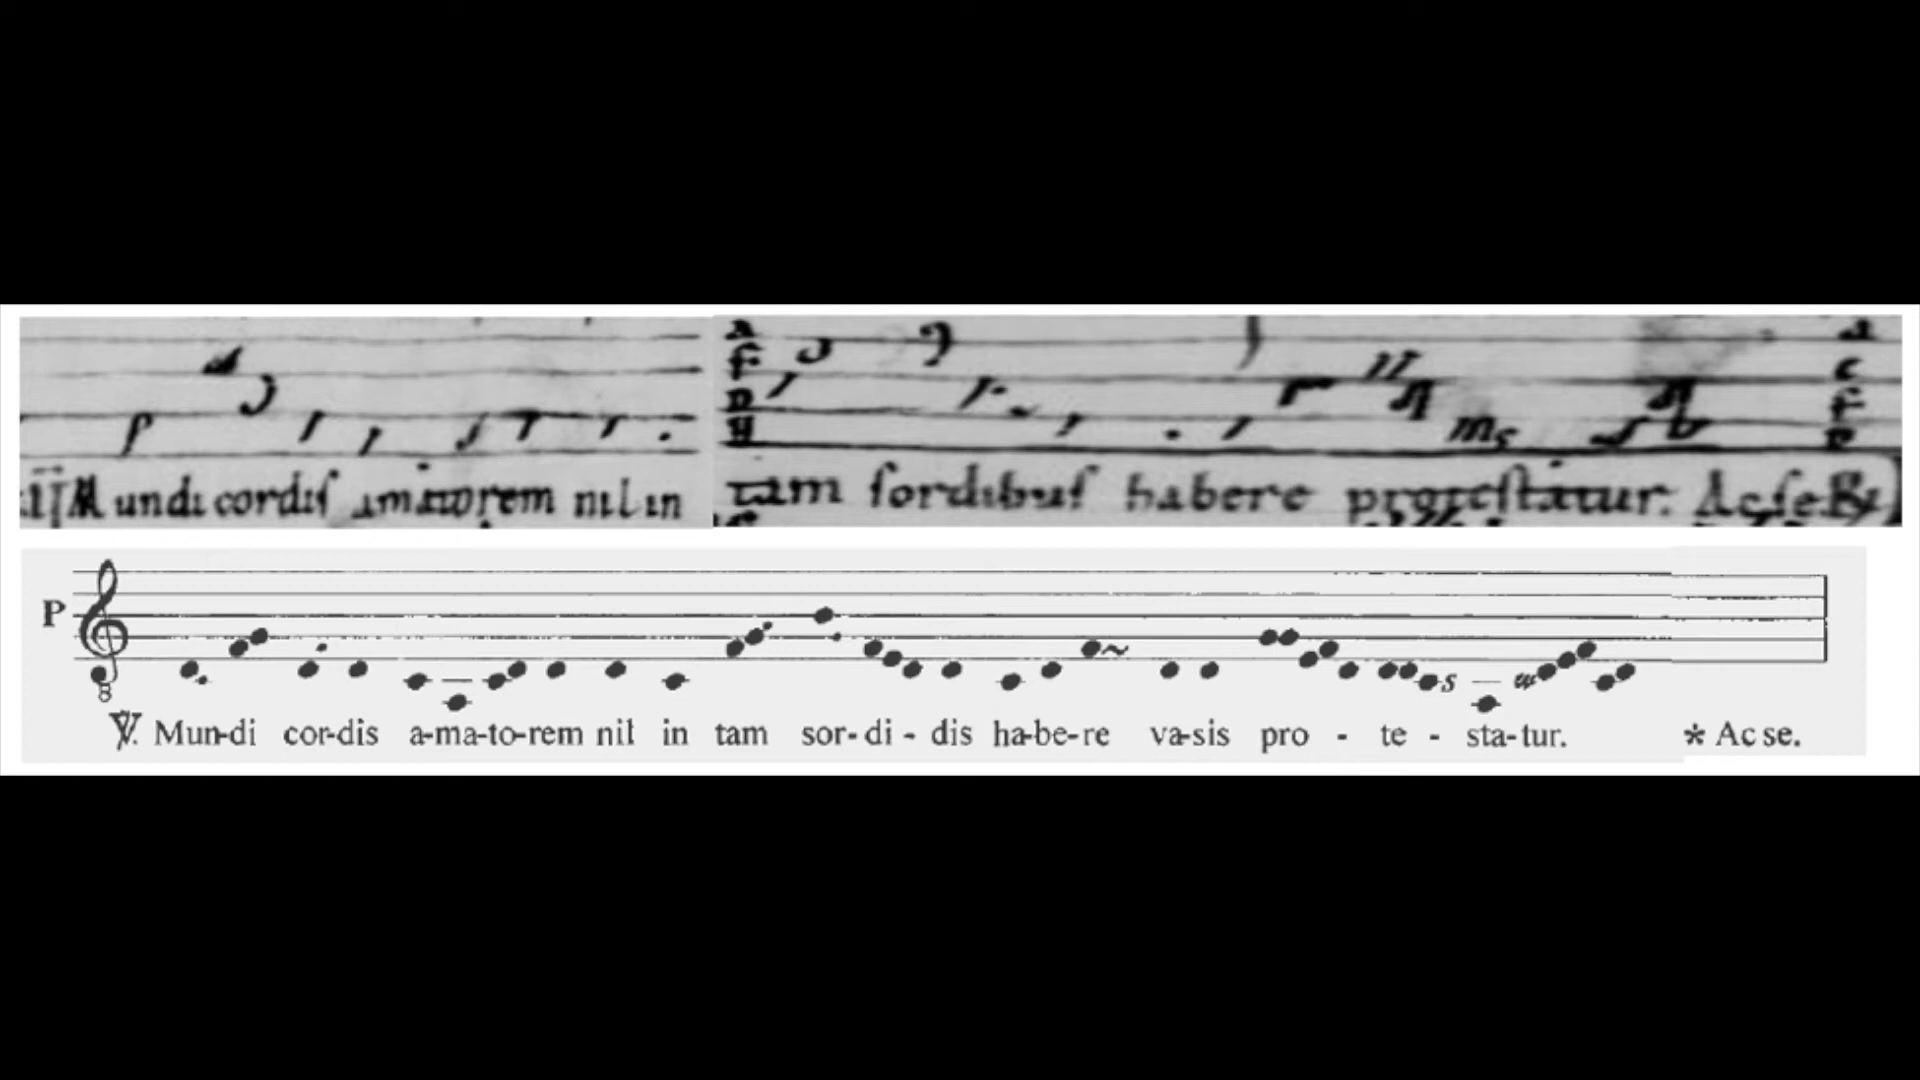 Mundi cordis amatorem nil in tam sordibus habere protestatur. Ac se
P
8
℣. Mun-di cor-dis a-ma-to-rem nil in tam sor-di-dis ha-be-re va-sis pro-te-sta-tur. * Ac se.